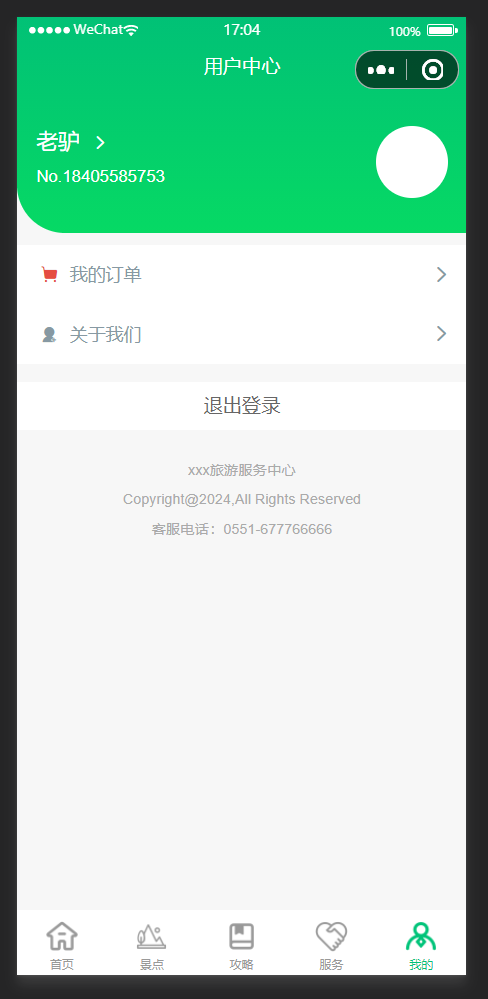 WeChat 17:04 100%
用户中心
老驴
No.18405585753
我的订单
关于我们
退出登录
xxx旅游服务中心
Copyright@2024,All Rights Reserved
客服电话：0551-677766666
首页 景点 攻略 服务 我的